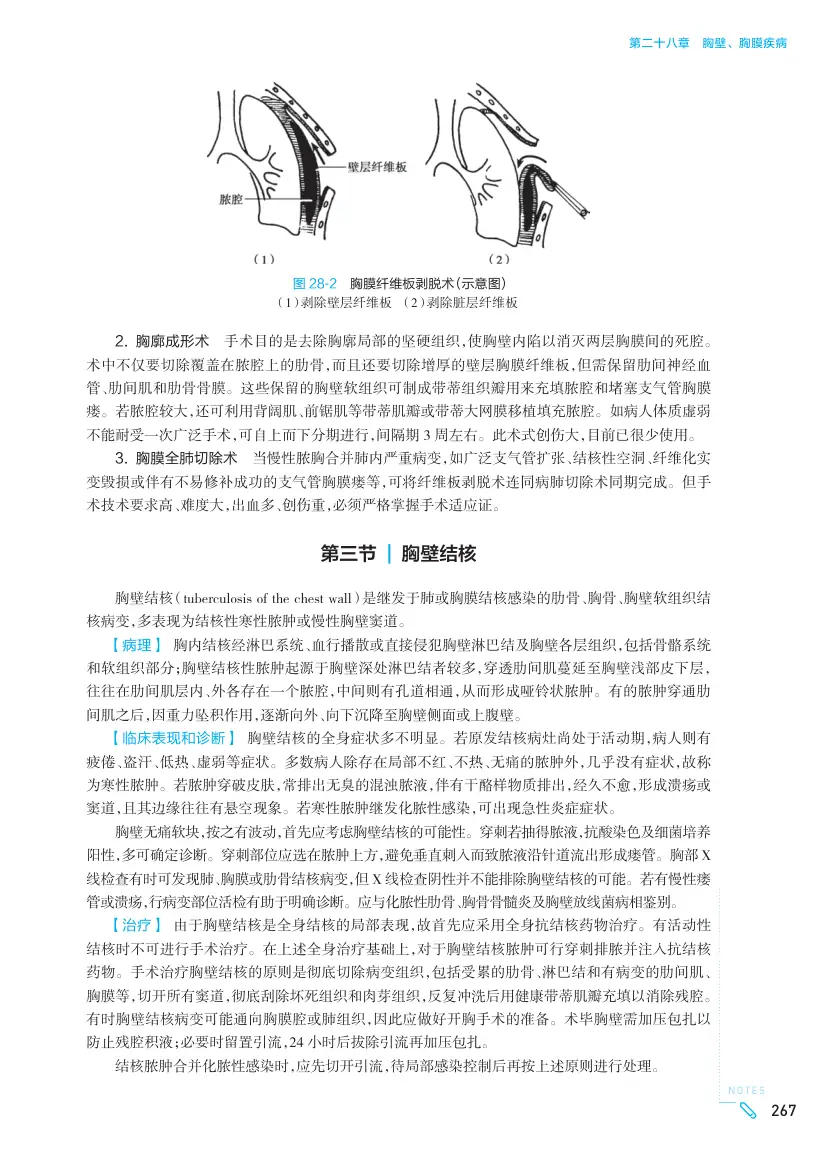 第二十八章 胸壁、胸膜疾病
壁层纤维板
脓腔
(1)
(2)
图 28-2 胸膜纤维板剥脱术(示意图)
(1)剥除壁层纤维板 (2)剥除脏层纤维板
2. 胸廓成形术 手术目的是去除胸廓局部的坚硬组织,使胸壁内陷以消灭两层胸膜间的死腔。
术中不仅要切除覆盖在脓腔上的肋骨,而且还要切除增厚的壁层胸膜纤维板,但需保留肋间神经血
管、肋间肌和肋骨骨膜。这些保留的胸壁软组织可制成带蒂组织瓣用来充填脓腔和堵塞支气管胸膜
瘘。若脓腔较大,还可利用背阔肌、前锯肌等带蒂肌瓣或带蒂大网膜移植填充脓腔。如病人体质虚弱
不能耐受一次广泛手术,可自上而下分期进行,间隔期 3 周左右。此术式创伤大,目前已很少使用。
3. 胸膜全肺切除术 当慢性脓胸合并肺内严重病变,如广泛支气管扩张、结核性空洞、纤维化实
变毁损或伴有不易修补成功的支气管胸膜瘘等,可将纤维板剥脱术连同病肺切除术同期完成。但手
术技术要求高、难度大,出血多、创伤重,必须严格掌握手术适应证。
第三节 | 胸壁结核
胸壁结核(tuberculosis of the chest wall)是继发于肺或胸膜结核感染的肋骨、胸骨、胸壁软组织结
核病变,多表现为结核性寒性脓肿或慢性胸壁窦道。
【病理】 胸内结核经淋巴系统、血行播散或直接侵犯胸壁淋巴结及胸壁各层组织,包括骨骼系统
和软组织部分;胸壁结核性脓肿起源于胸壁深处淋巴结者较多,穿透肋间肌蔓延至胸壁浅部皮下层,
往往在肋间肌层内、外各存在一个脓腔,中间则有孔道相通,从而形成哑铃状脓肿。有的脓肿穿通肋
间肌之后,因重力坠积作用,逐渐向外、向下沉降至胸壁侧面或上腹壁。
【临床表现和诊断】 胸壁结核的全身症状多不明显。若原发结核病灶尚处于活动期,病人则有
疲倦、盗汗、低热、虚弱等症状。多数病人除存在局部不红、不热、无痛的脓肿外,几乎没有症状,故称
为寒性脓肿。若脓肿穿破皮肤,常排出无臭的混浊脓液,伴有干酪样物质排出,经久不愈,形成溃疡或
窦道,且其边缘往往有悬空现象。若寒性脓肿继发化脓性感染,可出现急性炎症症状。
胸壁无痛软块,按之有波动,首先应考虑胸壁结核的可能性。穿刺若抽得脓液,抗酸染色及细菌培养
阳性,多可确定诊断。穿刺部位应选在脓肿上方,避免垂直刺入而致脓液沿针道流出形成瘘管。胸部 X
线检查有时可发现肺、胸膜或肋骨结核病变,但 X 线检查阴性并不能排除胸壁结核的可能。若有慢性瘘
管或溃疡,行病变部位活检有助于明确诊断。应与化脓性肋骨、胸骨骨髓炎及胸壁放线菌病相鉴别。
【治疗】 由于胸壁结核是全身结核的局部表现,故首先应采用全身抗结核药物治疗。有活动性
结核时不可进行手术治疗。在上述全身治疗基础上,对于胸壁结核脓肿可行穿刺排脓并注入抗结核
药物。手术治疗胸壁结核的原则是彻底切除病变组织,包括受累的肋骨、淋巴结和有病变的肋间肌、
胸膜等,切开所有窦道,彻底刮除坏死组织和肉芽组织,反复冲洗后用健康带蒂肌瓣充填以消除残腔。
有时胸壁结核病变可能通向胸膜腔或肺组织,因此应做好开胸手术的准备。术毕胸壁需加压包扎以
防止残腔积液;必要时留置引流,24 小时后拔除引流再加压包扎。
结核脓肿合并化脓性感染时,应先切开引流,待局部感染控制后再按上述原则进行处理。
NOTES
267